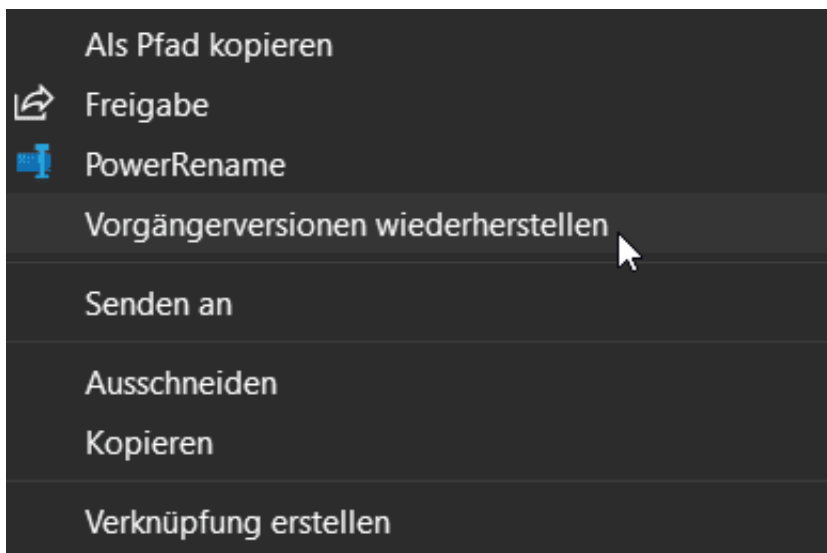 Als Pfad kopieren
Freigabe
PowerRename
Vorgängerversionen wiederherstellen
Senden an
Ausschneiden
Kopieren
Verknüpfung erstellen